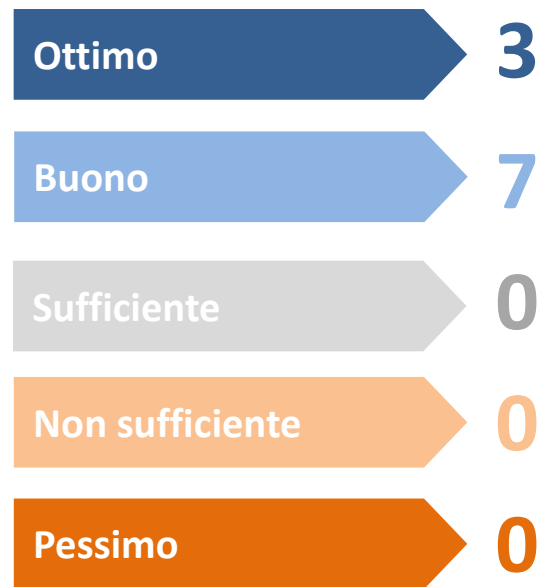 Ottimo 3
Buono 7
Sufficiente 0
Non sufficiente 0
Pessimo 0